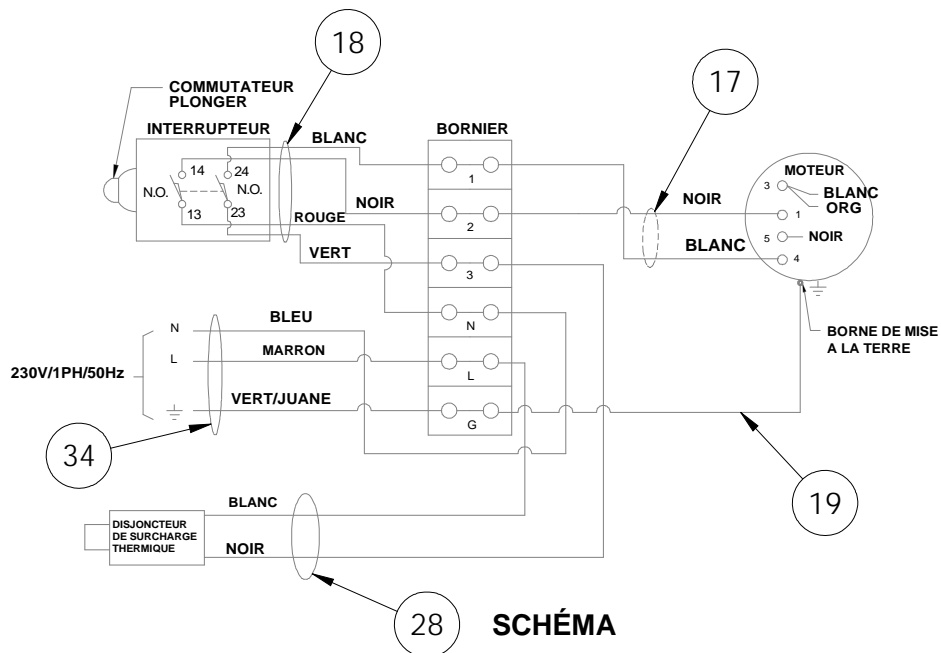 18
17
COMMUTATEUR
PLONGER
INTERRUPTEUR
BLANC
BORNIER
14
24
N.O.
N.O.
13
23
ROUGE
NOIR
VERT
1
2
3
N
L
G
NOIR
BLANC
MOTEUR
3
BLANC
ORG
1
5
NOIR
4
BORNE DE MISE
A LA TERRE
230V/1PH/50Hz
N
BLEU
L
MARRON
VERT/JUANE
34
19
DISJONCTEUR
DE SURCHARGE
THERMIQUE
BLANC
NOIR
28
SCHÉMA